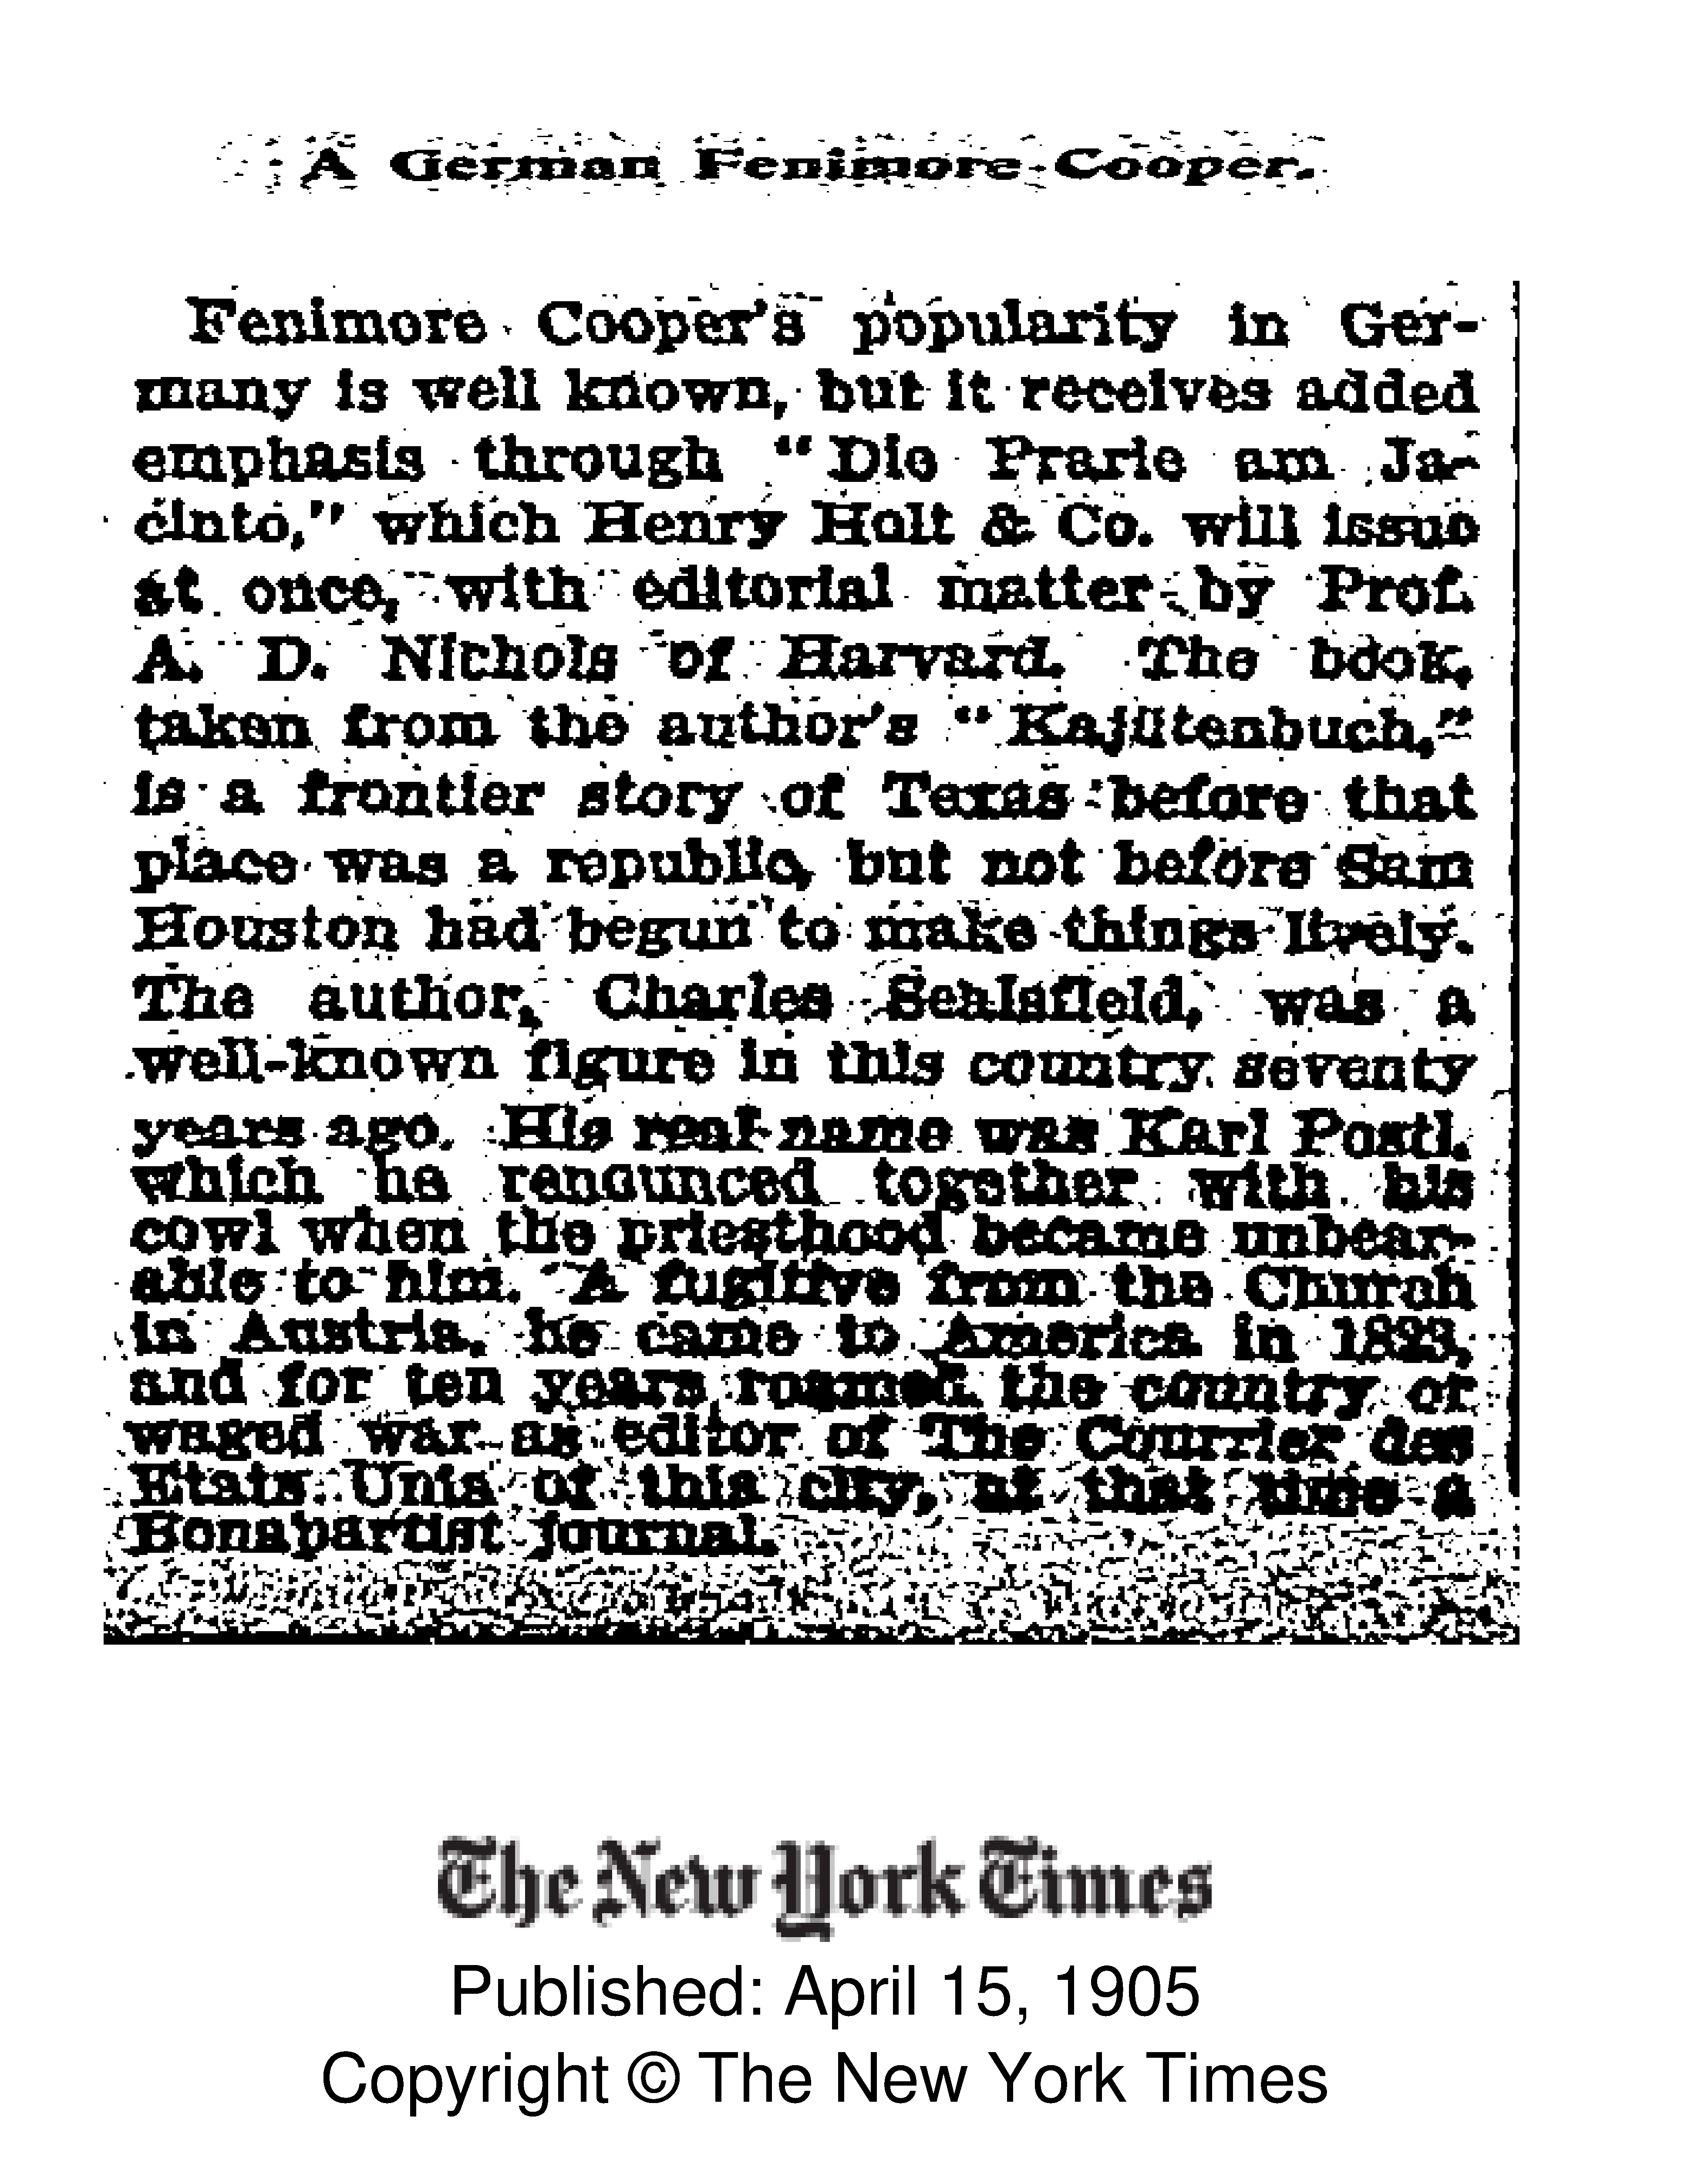 A German Fenimore Cooper.
Fenimore Cooper's popularity in Ger-
many is well known, but it receives added
emphasis through "Die Prarie am Ja-
cinto," which Henry Holt & Co. will issue
at once, with editorial matter by Prof.
A. D. Nichols of Harvard. The book,
taken from the author's "Kajütenbuch,"
is a frontier story of Texas before that
place was a republic, but not before Sam
Houston had begun to make things lively.
The author, Charles Sealsfield, was a
well-known figure in this country seventy
years ago. His real name was Karl Postl,
which he renounced together with his
cowl when the priesthood became unbear-
able to him. A fugitive from the Church
in Austria, he came to America in 1823,
and for ten years roamed the country or
waged war as editor of The Courrier des
Etats Unis of this city, at that time a
Bonapartist journal.
The New York Times
Published: April 15, 1905
Copyright © The New York Times